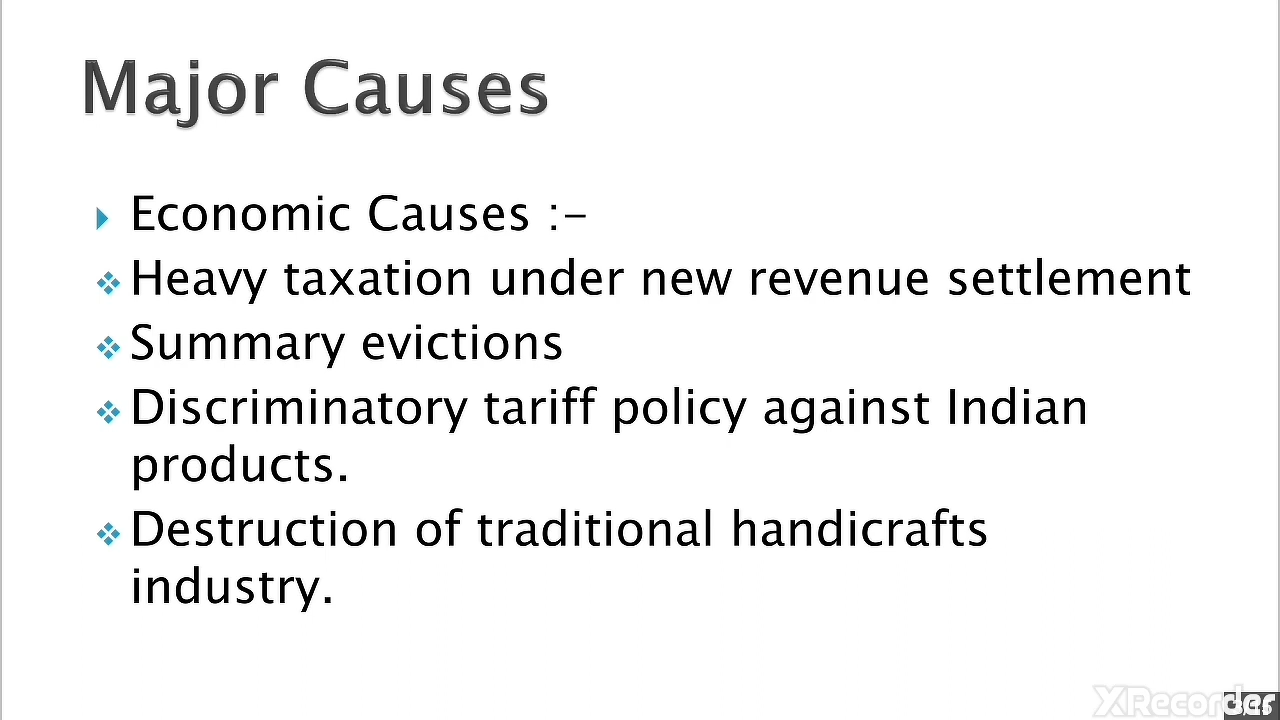 Major Causes
Economic Causes :-
Heavy taxation under new revenue settlement
Summary evictions
Discriminatory tariff policy against Indian
products.
Destruction of traditional handicrafts
industry.
XRecorder